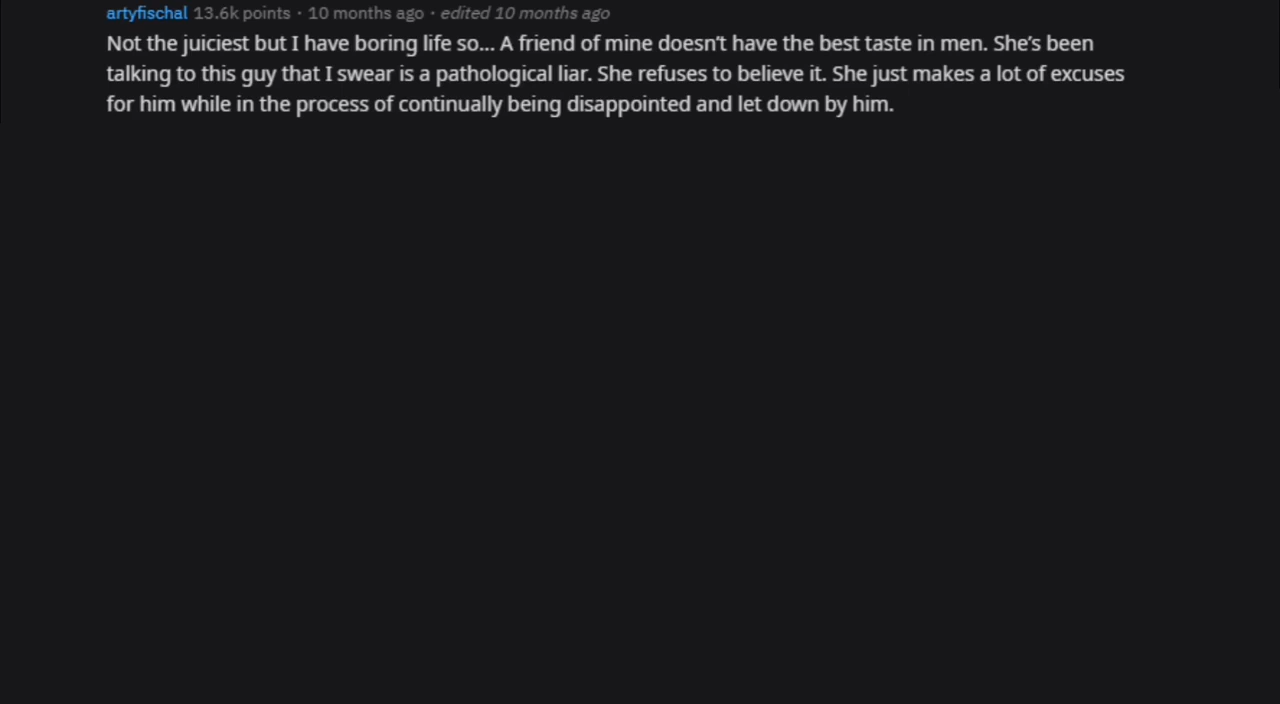 artyfischal 13.6k points · 10 months ago · edited 10 months ago
Not the juiciest but I have boring life so... A friend of mine doesn't have the best taste in men. She's been
talking to this guy that I swear is a pathological liar. She refuses to believe it. She just makes a lot of excuses
for him while in the process of continually being disappointed and let down by him.